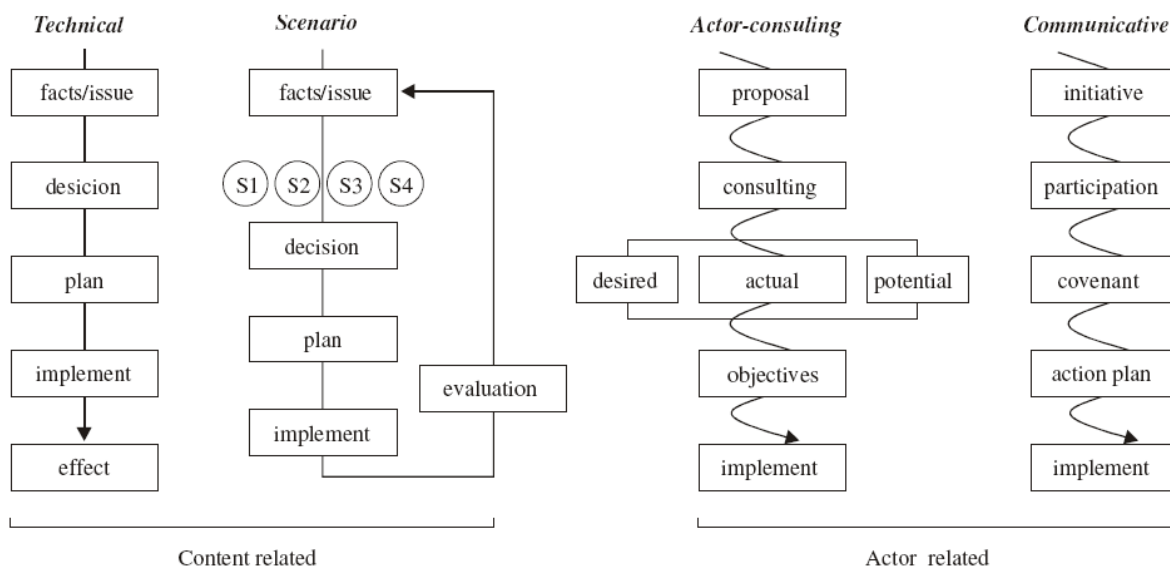 Technical
Scenario
Actor-consuling
Communicative
facts/issue
facts/issue
proposal
initiative
desicion
S1 S2 S3 S4
consulting
participation
decision
plan
desired
actual
potential
covenant
plan
implement
evaluation
objectives
action plan
implement
effect
implement
implement
Content related
Actor related